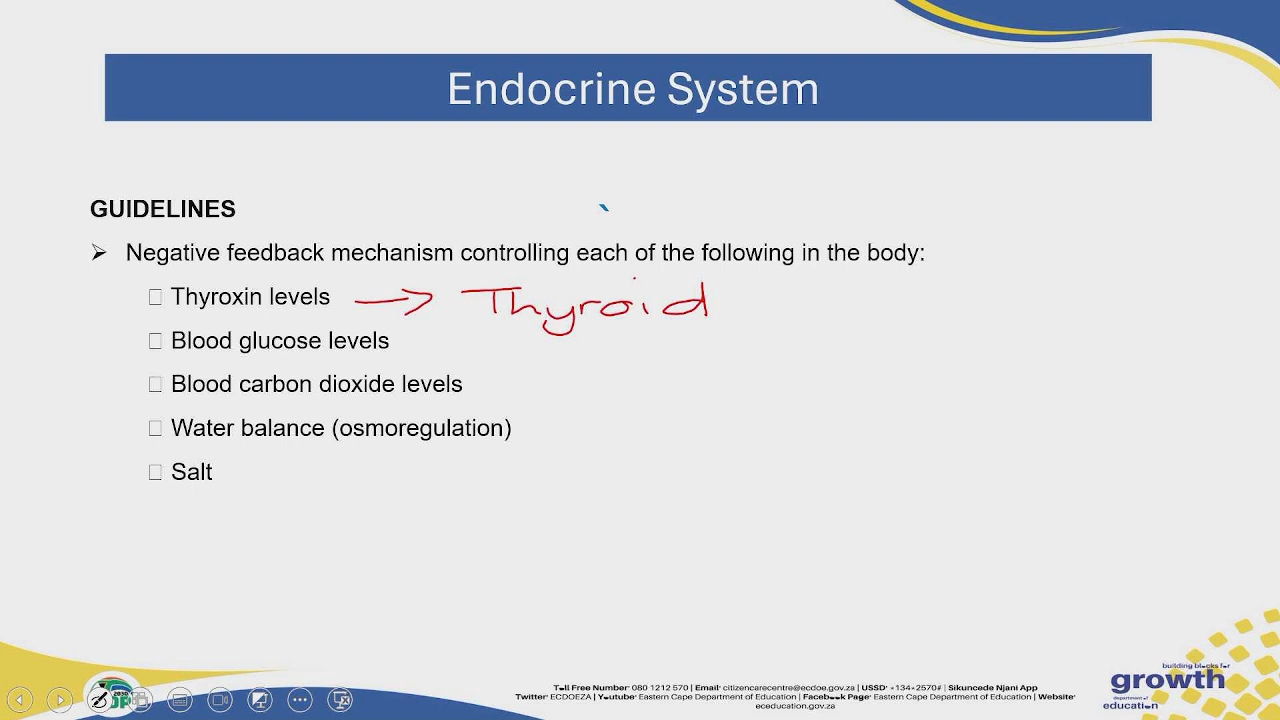 Endocrine System
GUIDELINES
➢ Negative feedback mechanism controlling each of the following in the body:
□ Thyroxin levels → Thyroid
□ Blood glucose levels
□ Blood carbon dioxide levels
□ Water balance (osmoregulation)
□ Salt
building blocks for
growth
department of
education
Toll Free Number: 080 1212 570 | Email: citizencarecentre@ecdoe.gov.za | USSD: *134*2570# | Sikuncede Njani App
Twitter: ECDOEZA | Youtube: Eastern Cape Department of Education | Facebook Page: Eastern Cape Department of Education | Website:
eceducation.gov.za
2030